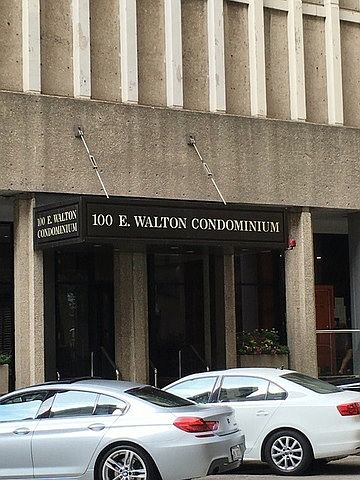 100 E. WALTON
CONDOMINIUM
100 E. WALTON CONDOMINIUM